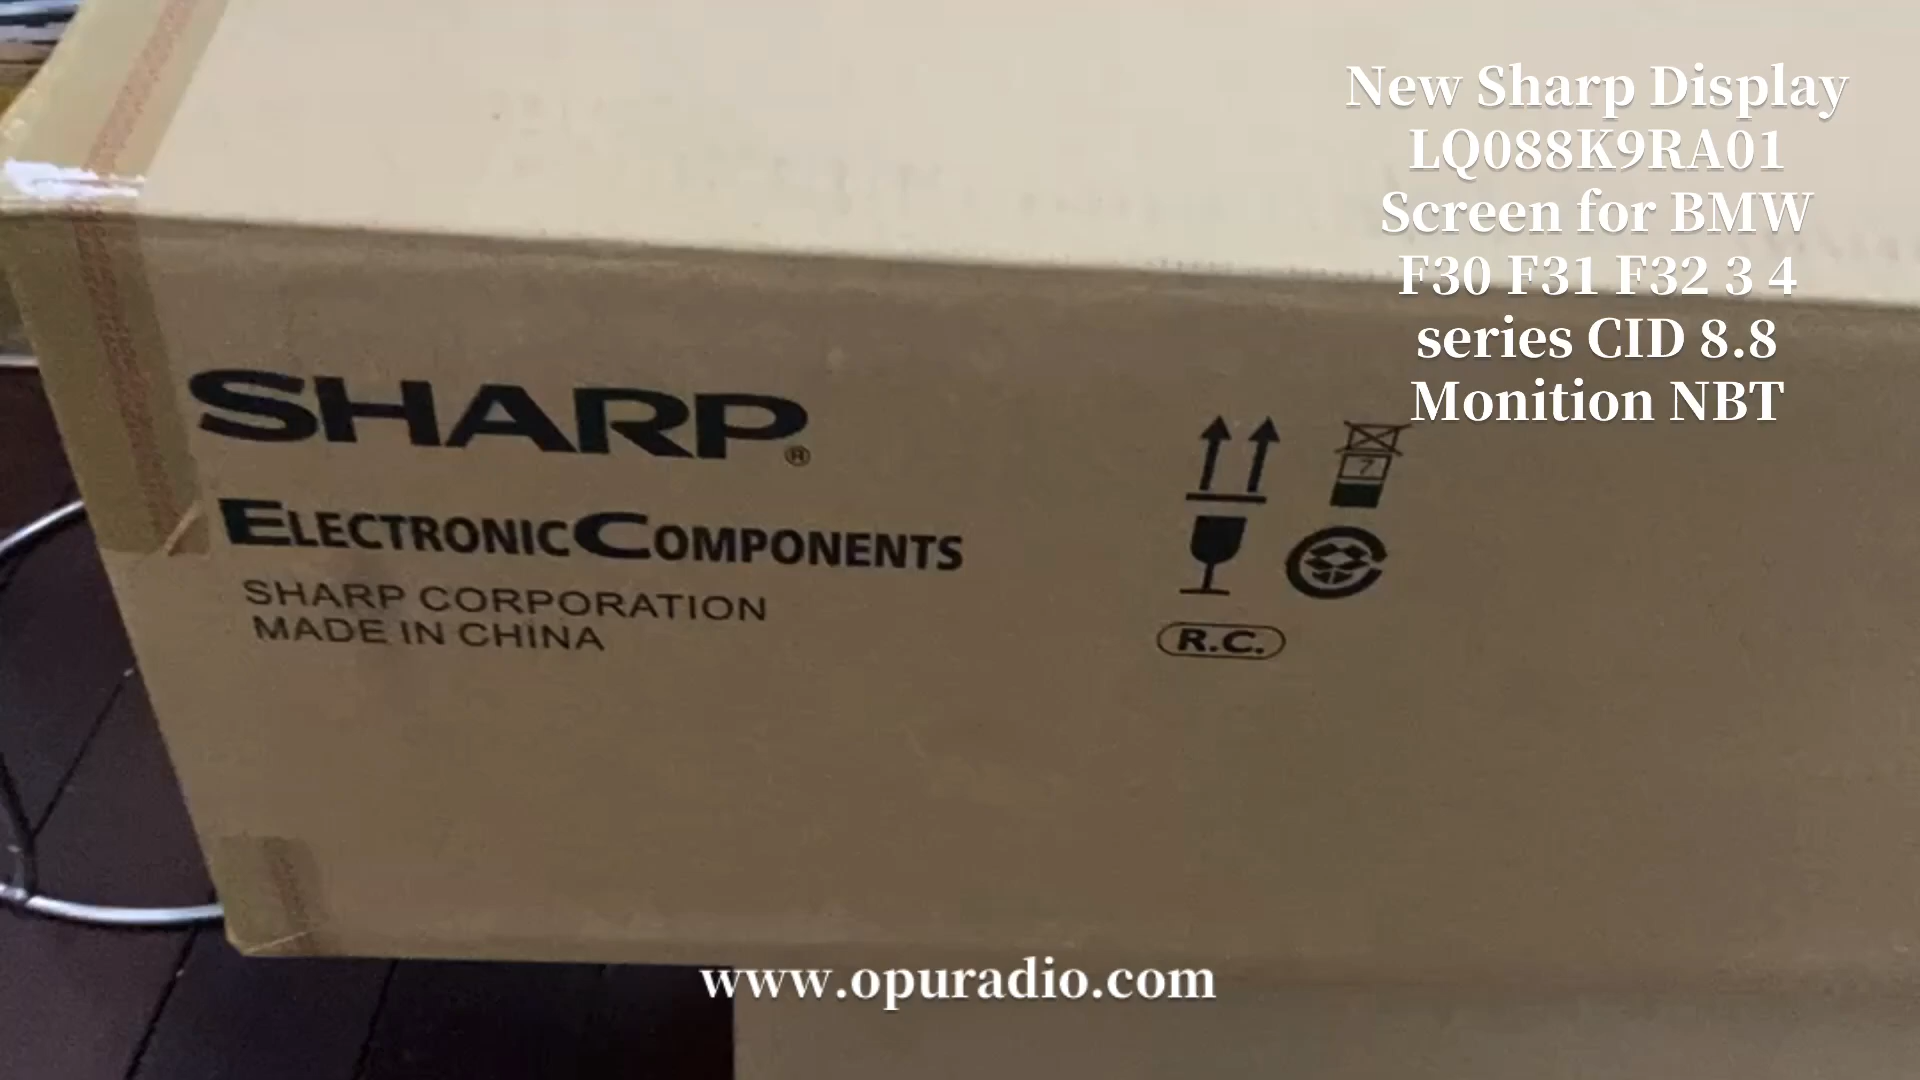 New Sharp Display
LQ088K9RA01
Screen for BMW
F30 F31 F32 3 4
series CID 8.8
Monition NBT
SHARP®
ELECTRONIC COMPONENTS
SHARP CORPORATION
MADE IN CHINA
7
R.C.
www.opuradio.com